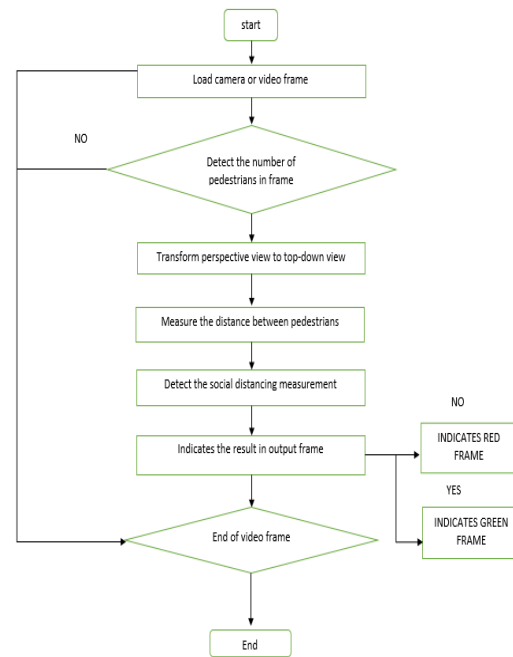 start
Load camera or video frame
NO
Detect the number of
pedestrians in frame
Transform perspective view to top-down view
Measure the distance between pedestrians
Detect the social distancing measurement
NO
Indicates the result in output frame
INDICATES RED
FRAME
YES
INDICATES GREEN
FRAME
End of video frame
End